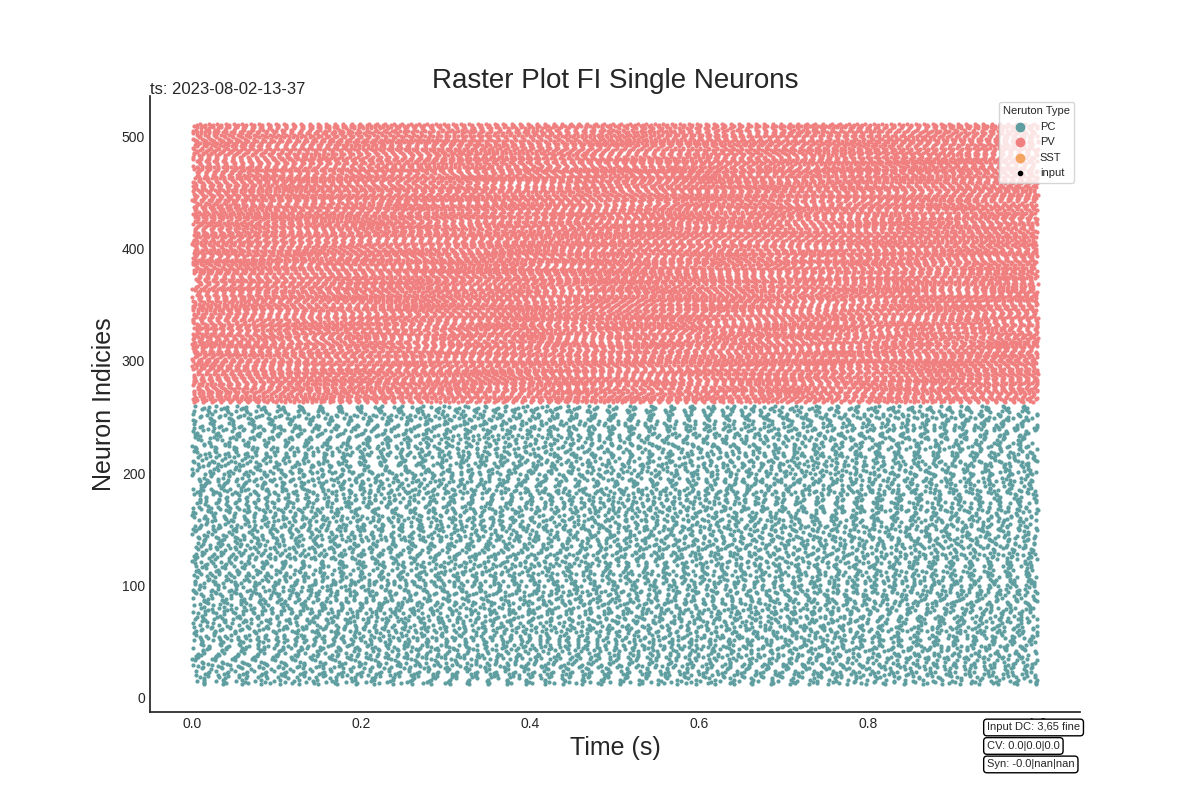 Raster Plot FI Single Neurons
ts: 2023-08-02-13-37
Neruton Type
PC
PV
SST
input
500
400
300
200
100
0
Neuron Indicies
0.0 0.2 0.4 0.6 0.8
Time (s)
Input DC: 3,65 fine
CV: 0.0|0.0|0.0
Syn: -0.0|nan|nan